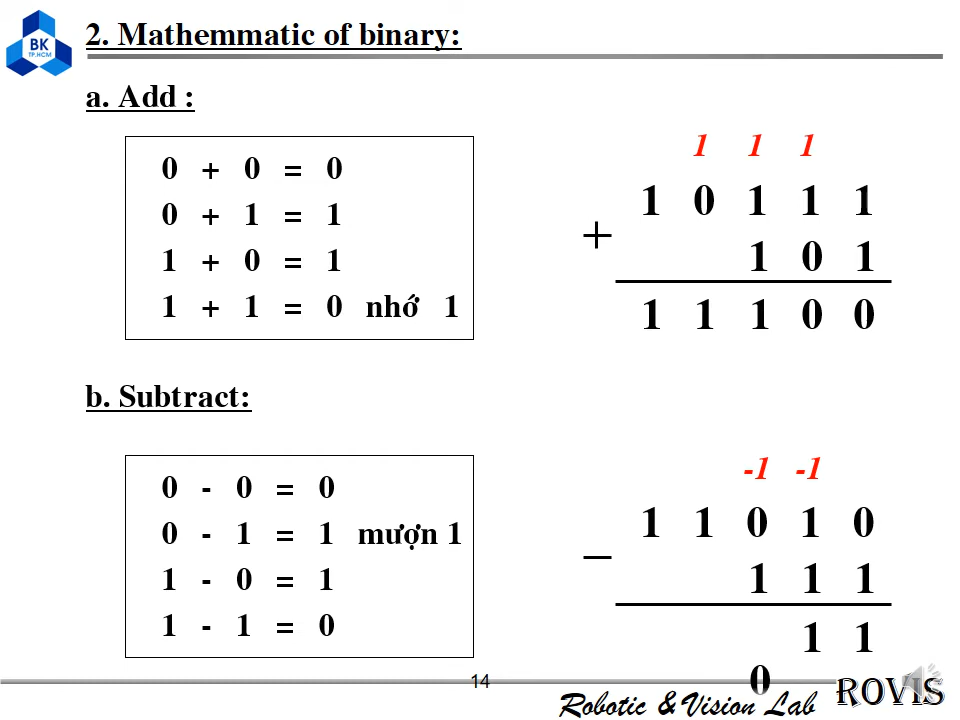 BK
TP.HCM
2. Mathemmatic of binary:
a. Add :
0 + 0 = 0
0 + 1 = 1
1 + 0 = 1
1 + 1 = 0 nhớ 1
1 1 1
1 0 1 1 1
+
1 0 1
1 1 1 0 0
b. Subtract:
0 - 0 = 0
0 - 1 = 1 mượn 1
1 - 0 = 1
1 - 1 = 0
-1 -1
1 1 0 1 0
−
1 1 1
1 1
0
14
Robotic & Vision Lab
ROVIS